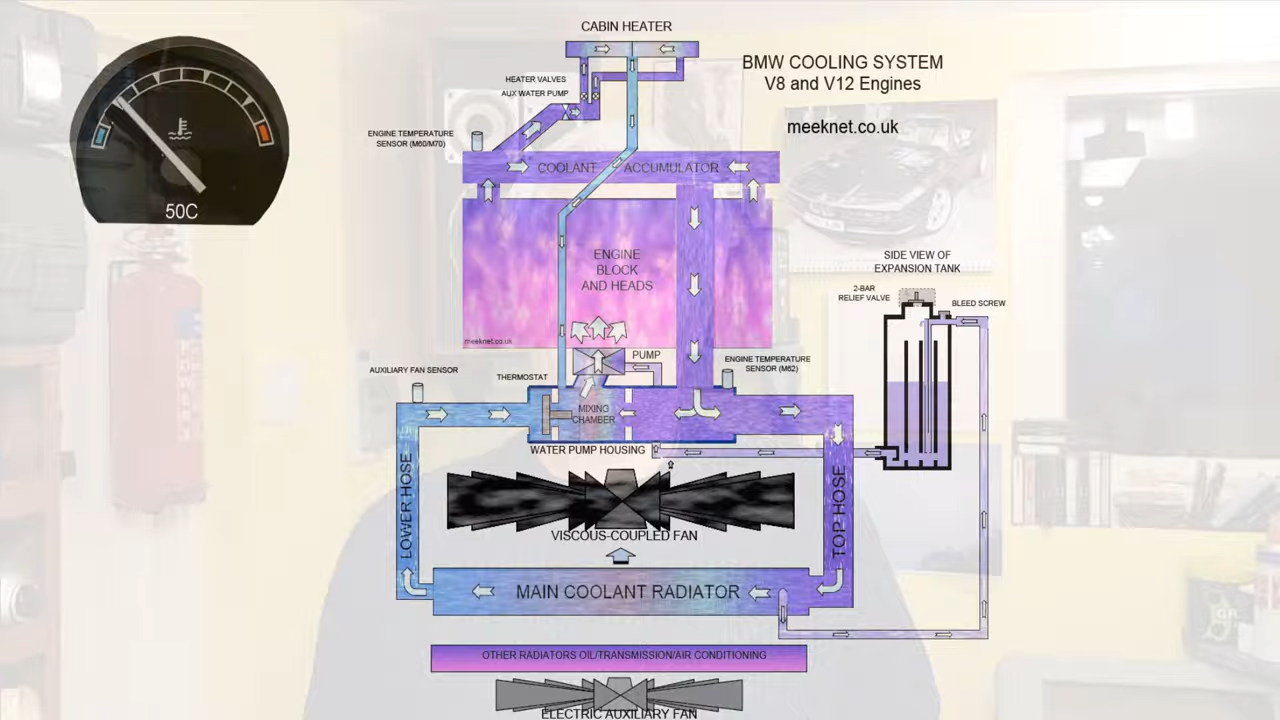 CABIN HEATER
BMW COOLING SYSTEM
V8 and V12 Engines
meeknet.co.uk
HEATER VALVES
AUX WATER PUMP
ENGINE TEMPERATURE
SENSOR (M60/M70)
COOLANT ACCUMULATOR
50C
ENGINE
BLOCK
AND HEADS
SIDE VIEW OF
EXPANSION TANK
2-BAR
RELIEF VALVE
BLEED SCREW
meeknet.co.uk
PUMP
ENGINE TEMPERATURE
SENSOR (M62)
AUXILIARY FAN SENSOR
THERMOSTAT
MIXING
CHAMBER
WATER PUMP HOUSING
LOWER HOSE
TOP HOSE
VISCOUS-COUPLED FAN
MAIN COOLANT RADIATOR
OTHER RADIATORS OIL/TRANSMISSION/AIR CONDITIONING
ELECTRIC AUXILIARY FAN